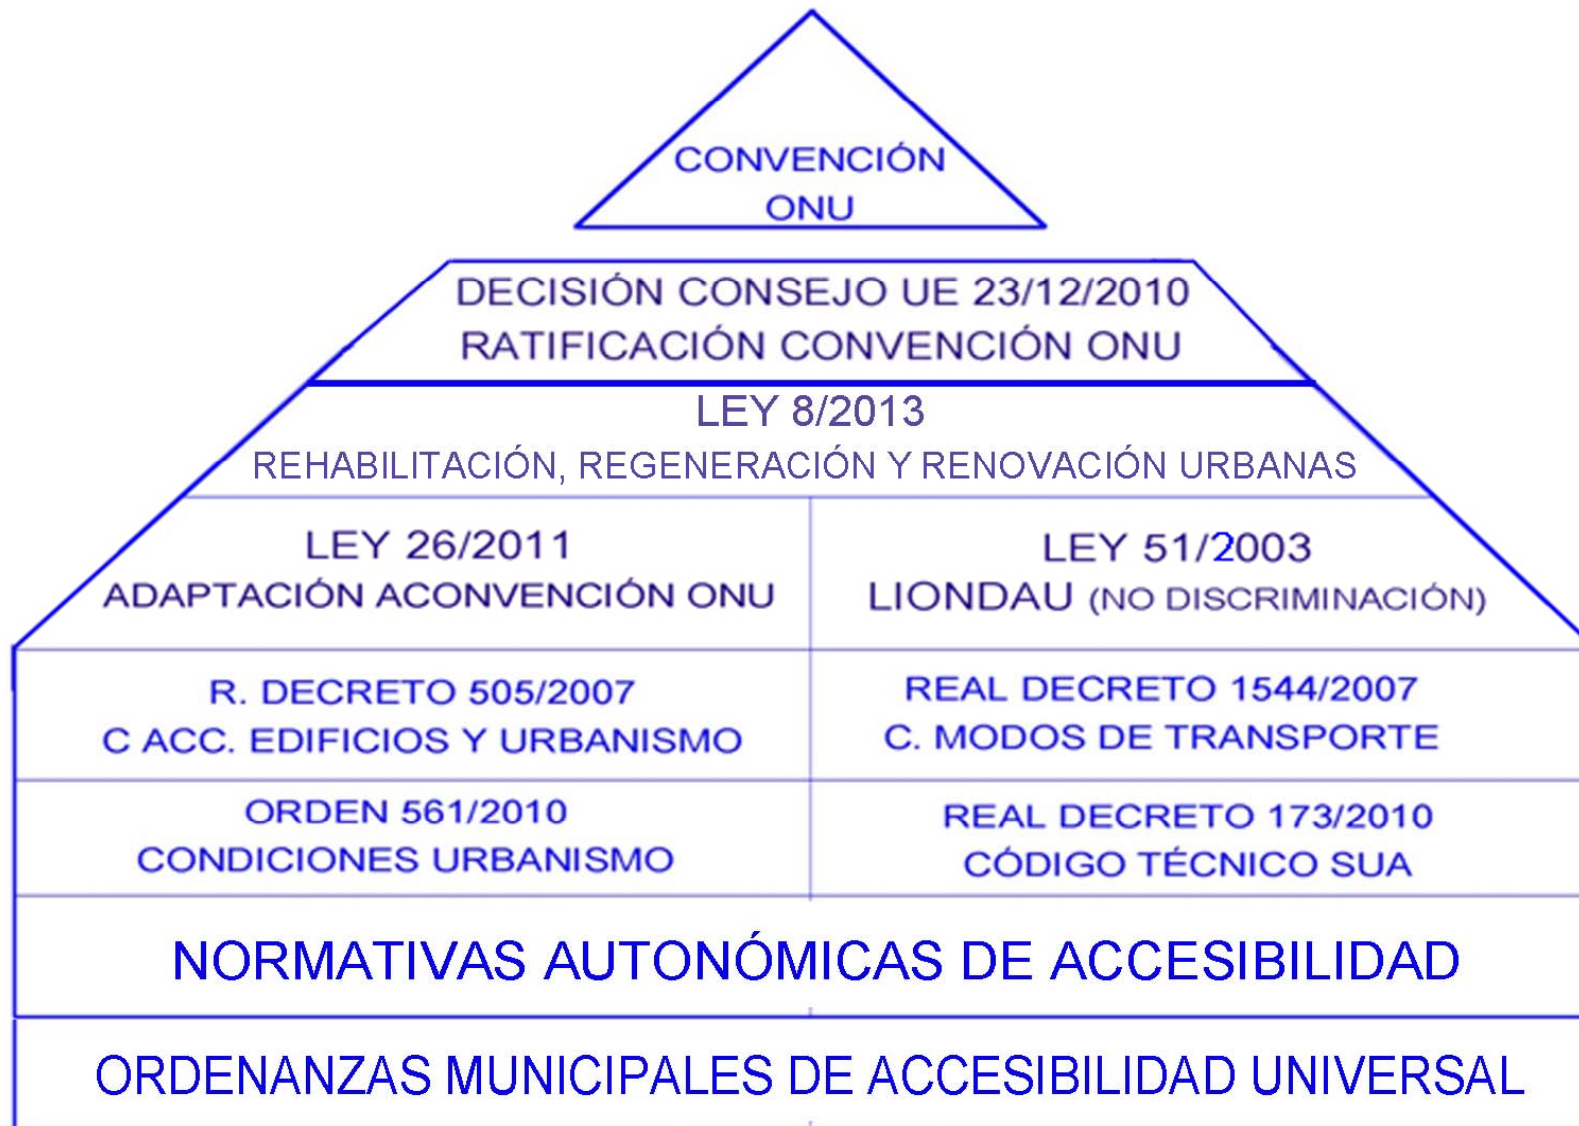 CONVENCIÓN
ONU
DECISIÓN CONSEJO UE 23/12/2010
RATIFICACIÓN CONVENCIÓN ONU
LEY 8/2013
REHABILITACIÓN, REGENERACIÓN Y RENOVACIÓN URBANAS
LEY 26/2011
ADAPTACIÓN ACONVENCIÓN ONU
LEY 51/2003
LIONDAU (NO DISCRIMINACIÓN)
R. DECRETO 505/2007
C ACC. EDIFICIOS Y URBANISMO
REAL DECRETO 1544/2007
C. MODOS DE TRANSPORTE
ORDEN 561/2010
CONDICIONES URBANISMO
REAL DECRETO 173/2010
CÓDIGO TÉCNICO SUA
NORMATIVAS AUTONÓMICAS DE ACCESIBILIDAD
ORDENANZAS MUNICIPALES DE ACCESIBILIDAD UNIVERSAL